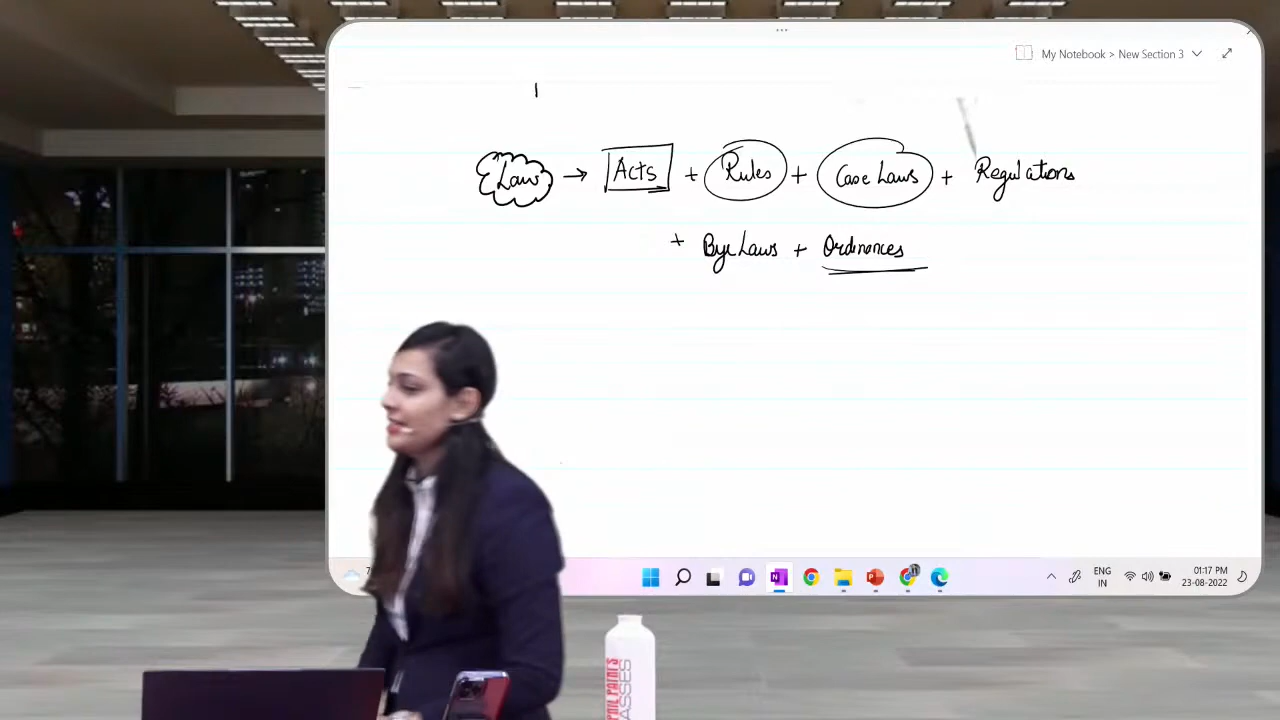 My Notebook > New Section 3
Law → Acts + Rules + Case Laws + Regulations
+ Bye Laws + Ordinances
ENG
IN
01:17 PM
23-08-2022